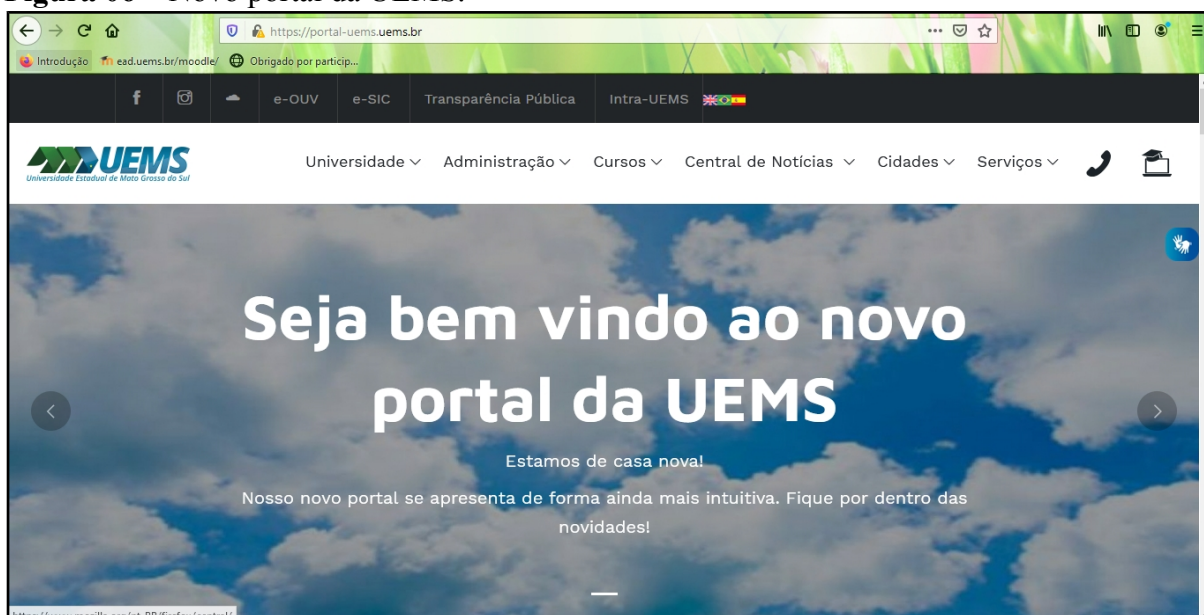 Figura 06 - Novo portal da UEMS.
https://portal-uems.uems.br
Introdução ead.uems.br/moodle/ Obrigado por particip...
e-OUV e-SIC Transparência Pública Intra-UEMS
UEMS
Universidade Estadual de Mato Grosso do Sul
Universidade Administração Cursos Central de Notícias Cidades Serviços
Seja bem vindo ao novo
portal da UEMS
Estamos de casa nova!
Nosso novo portal se apresenta de forma ainda mais intuitiva. Fique por dentro das
novidades!